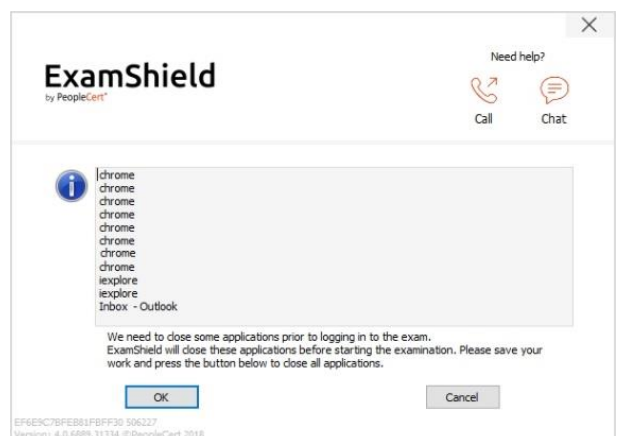 Need help?
ExamShield
by PeopleCert
Call
Chat
chrome
chrome
chrome
chrome
chrome
chrome
chrome
chrome
iexplore
iexplore
Inbox - Outlook
We need to close some applications prior to logging in to the exam.
ExamShield will close these applications before starting the examination. Please save your
work and press the button below to close all applications.
OK
Cancel
©PeopleCert 2018